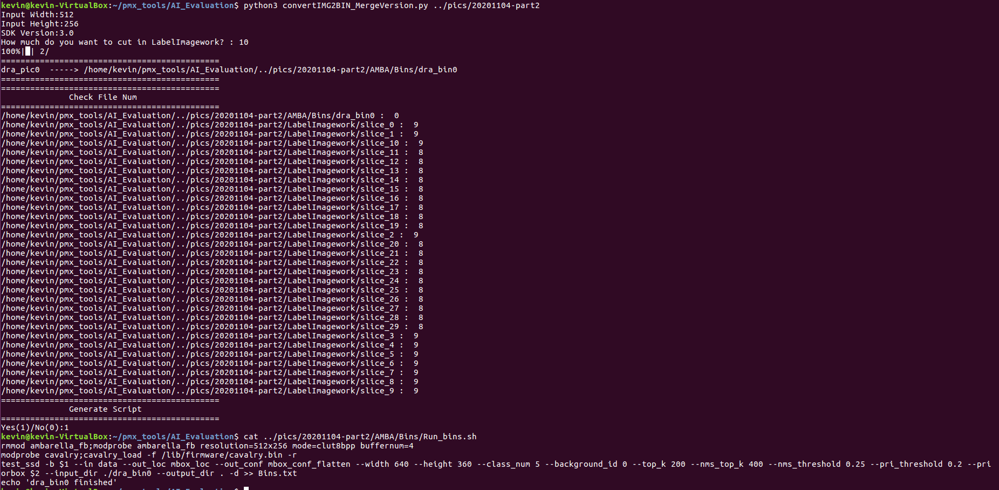 kevin@kevin-VirtualBox:~/pmx_tools/AI_Evaluation$ python3 convertIMG2BIN_MergeVersion.py ../pics/20201104-part2
Input Width:512
Input Height:256
SDK Version:3.0
How much do you want to cut in LabelImagework? : 10
100%|█| 2/
=============================================
dra_pic0  -----> /home/kevin/pmx_tools/AI_Evaluation/../pics/20201104-part2/AMBA/Bins/dra_bin0
=============================================
=============================================
              Check File Num
=============================================
/home/kevin/pmx_tools/AI_Evaluation/../pics/20201104-part2/AMBA/Bins/dra_bin0 :  0
/home/kevin/pmx_tools/AI_Evaluation/../pics/20201104-part2/LabelImagework/slice_0 :  9
/home/kevin/pmx_tools/AI_Evaluation/../pics/20201104-part2/LabelImagework/slice_1 :  9
/home/kevin/pmx_tools/AI_Evaluation/../pics/20201104-part2/LabelImagework/slice_10 :  9
/home/kevin/pmx_tools/AI_Evaluation/../pics/20201104-part2/LabelImagework/slice_11 :  8
/home/kevin/pmx_tools/AI_Evaluation/../pics/20201104-part2/LabelImagework/slice_12 :  8
/home/kevin/pmx_tools/AI_Evaluation/../pics/20201104-part2/LabelImagework/slice_13 :  8
/home/kevin/pmx_tools/AI_Evaluation/../pics/20201104-part2/LabelImagework/slice_14 :  8
/home/kevin/pmx_tools/AI_Evaluation/../pics/20201104-part2/LabelImagework/slice_15 :  8
/home/kevin/pmx_tools/AI_Evaluation/../pics/20201104-part2/LabelImagework/slice_16 :  8
/home/kevin/pmx_tools/AI_Evaluation/../pics/20201104-part2/LabelImagework/slice_17 :  8
/home/kevin/pmx_tools/AI_Evaluation/../pics/20201104-part2/LabelImagework/slice_18 :  8
/home/kevin/pmx_tools/AI_Evaluation/../pics/20201104-part2/LabelImagework/slice_19 :  8
/home/kevin/pmx_tools/AI_Evaluation/../pics/20201104-part2/LabelImagework/slice_2 :  9
/home/kevin/pmx_tools/AI_Evaluation/../pics/20201104-part2/LabelImagework/slice_20 :  8
/home/kevin/pmx_tools/AI_Evaluation/../pics/20201104-part2/LabelImagework/slice_21 :  8
/home/kevin/pmx_tools/AI_Evaluation/../pics/20201104-part2/LabelImagework/slice_22 :  8
/home/kevin/pmx_tools/AI_Evaluation/../pics/20201104-part2/LabelImagework/slice_23 :  8
/home/kevin/pmx_tools/AI_Evaluation/../pics/20201104-part2/LabelImagework/slice_24 :  8
/home/kevin/pmx_tools/AI_Evaluation/../pics/20201104-part2/LabelImagework/slice_25 :  8
/home/kevin/pmx_tools/AI_Evaluation/../pics/20201104-part2/LabelImagework/slice_26 :  8
/home/kevin/pmx_tools/AI_Evaluation/../pics/20201104-part2/LabelImagework/slice_27 :  8
/home/kevin/pmx_tools/AI_Evaluation/../pics/20201104-part2/LabelImagework/slice_28 :  8
/home/kevin/pmx_tools/AI_Evaluation/../pics/20201104-part2/LabelImagework/slice_29 :  8
/home/kevin/pmx_tools/AI_Evaluation/../pics/20201104-part2/LabelImagework/slice_3 :  9
/home/kevin/pmx_tools/AI_Evaluation/../pics/20201104-part2/LabelImagework/slice_4 :  9
/home/kevin/pmx_tools/AI_Evaluation/../pics/20201104-part2/LabelImagework/slice_5 :  9
/home/kevin/pmx_tools/AI_Evaluation/../pics/20201104-part2/LabelImagework/slice_6 :  9
/home/kevin/pmx_tools/AI_Evaluation/../pics/20201104-part2/LabelImagework/slice_7 :  9
/home/kevin/pmx_tools/AI_Evaluation/../pics/20201104-part2/LabelImagework/slice_8 :  9
/home/kevin/pmx_tools/AI_Evaluation/../pics/20201104-part2/LabelImagework/slice_9 :  9
=============================================
              Generate Script
=============================================
Yes(1)/No(0):1
kevin@kevin-VirtualBox:~/pmx_tools/AI_Evaluation$ cat ../pics/20201104-part2/AMBA/Bins/Run_bins.sh
rmmod ambarella_fb;modprobe ambarella_fb resolution=512x256 mode=clut8bpp buffernum=4
modprobe cavalry;cavalry_load -f /lib/firmware/cavalry.bin -r
test_ssd -b $1 --in data --out_loc mbox_loc --out_conf mbox_conf_flatten --width 640 --height 360 --class_num 5 --background_id 0 --top_k 200 --nms_top_k 400 --nms_threshold 0.25 --pri_threshold 0.2 --pri
orbox $2 --input_dir ./dra_bin0 --output_dir . -d >> Bins.txt
echo 'dra_bin0 finished'
kevin@kevin-VirtualBox:~/pmx_tools/AI_Evaluation$